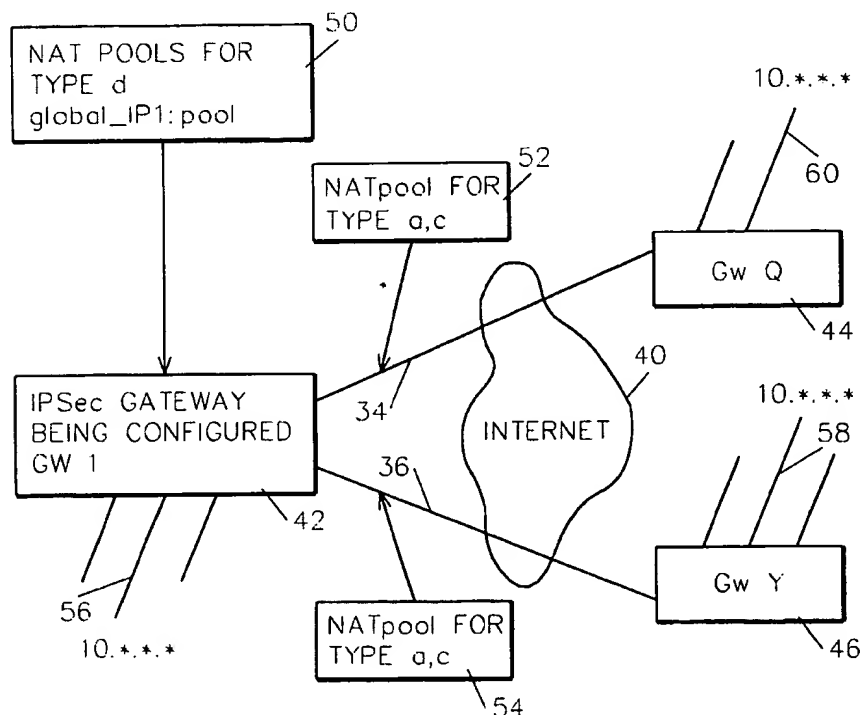 50
NAT POOLS FOR
TYPE d
global_IP1:pool
10.*.*.*
52
60
NATpool FOR
TYPE a,c
Gw Q
44
40
IPSec GATEWAY
BEING CONFIGURED
GW 1
34
INTERNET
10.*.*.*
58
36
42
56
10.*.*.*
Gw Y
NATpool FOR
TYPE a,c
46
54